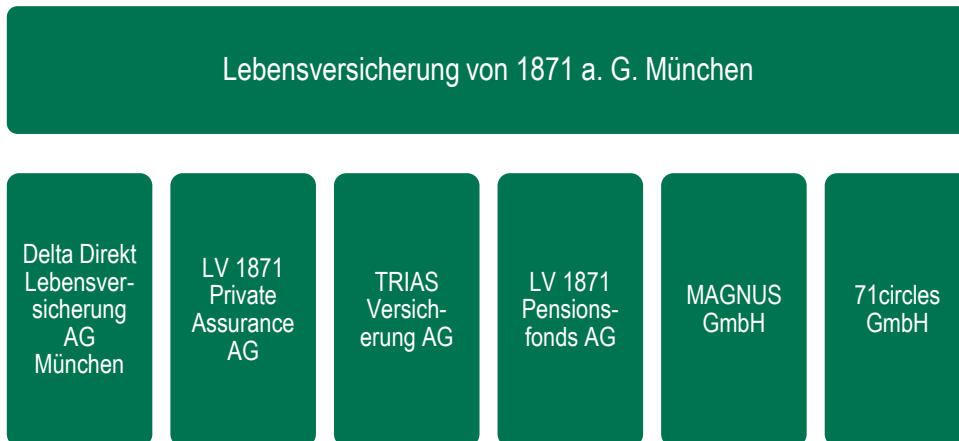 Lebensversicherung von 1871 a. G. München
Delta Direkt
Lebensver-
sicherung
AG
München
LV 1871
Private
Assurance
AG
TRIAS
Versich-
erung AG
LV 1871
Pensions-
fonds AG
MAGNUS
GmbH
71circles
GmbH